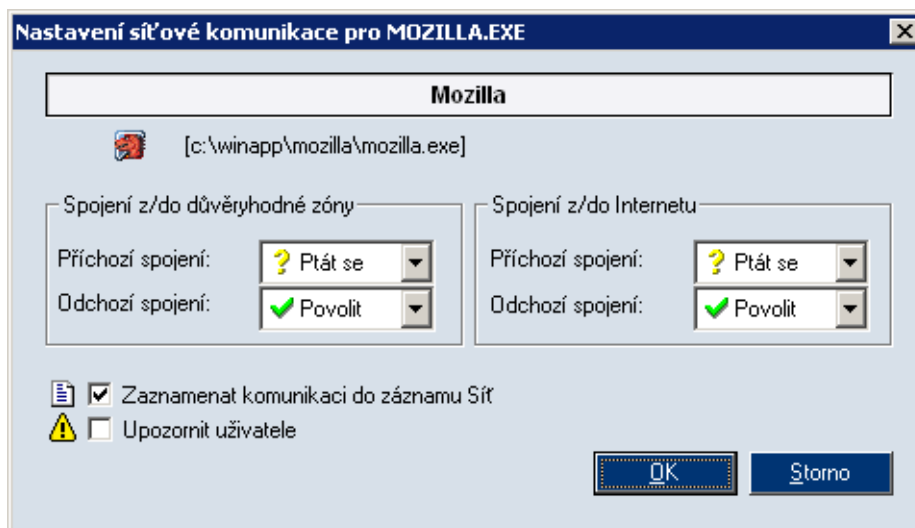 Nastavení síťové komunikace pro MOZILLA.EXE
Mozilla
[c:\winapp\mozilla\mozilla.exe]
Spojení z/do důvěryhodné zóny
Příchozí spojení: Ptát se
Odchozí spojení: Povolit
Spojení z/do Internetu
Příchozí spojení: Ptát se
Odchozí spojení: Povolit
Zaznamenat komunikaci do záznamu Síť
Upozornit uživatele
OK Storno